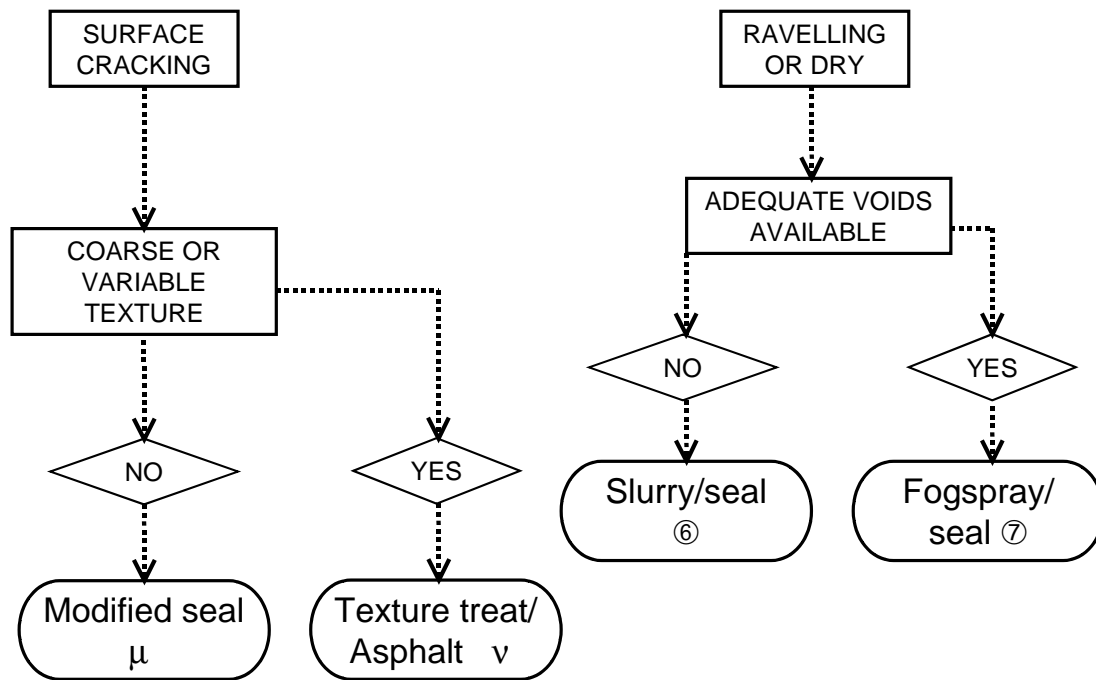 SURFACE
CRACKING
COARSE OR
VARIABLE
TEXTURE
NO
YES
Modified seal
μ
Texture treat/
Asphalt ν
RAVELLING
OR DRY
ADEQUATE VOIDS
AVAILABLE
NO
YES
Slurry/seal
⑥
Fogspray/
seal ⑦